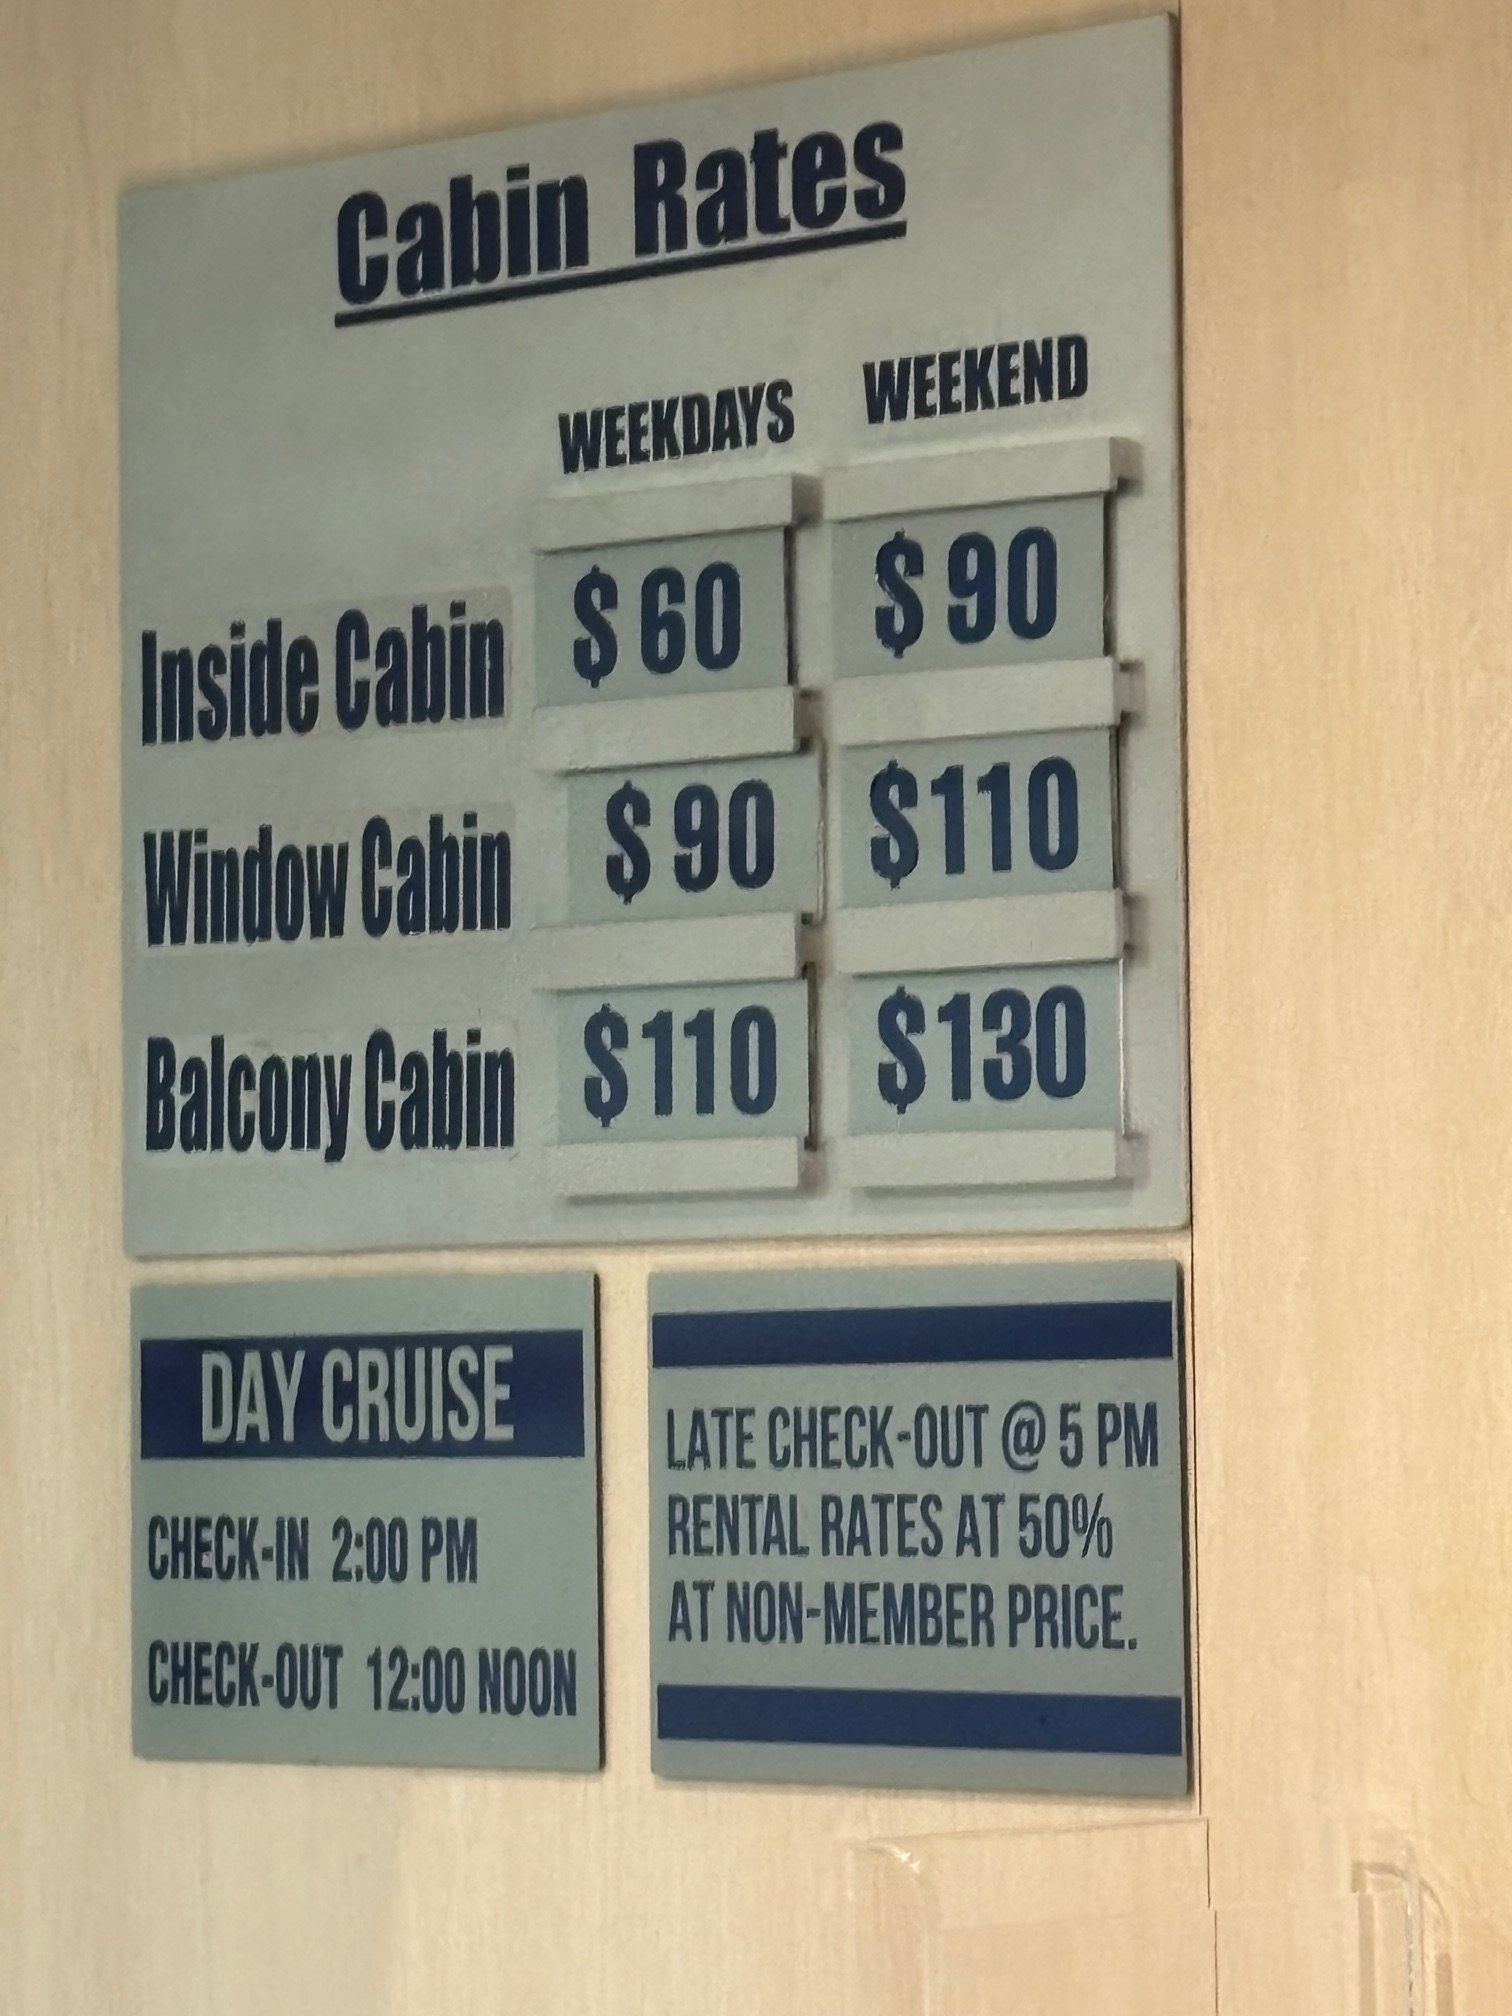 Cabin Rates
WEEKDAYS WEEKEND
Inside Cabin $60 $90
Window Cabin $90 $110
Balcony Cabin $110 $130
DAY CRUISE
CHECK-IN 2:00 PM
CHECK-OUT 12:00 NOON
LATE CHECK-OUT @ 5 PM
RENTAL RATES AT 50%
AT NON-MEMBER PRICE.